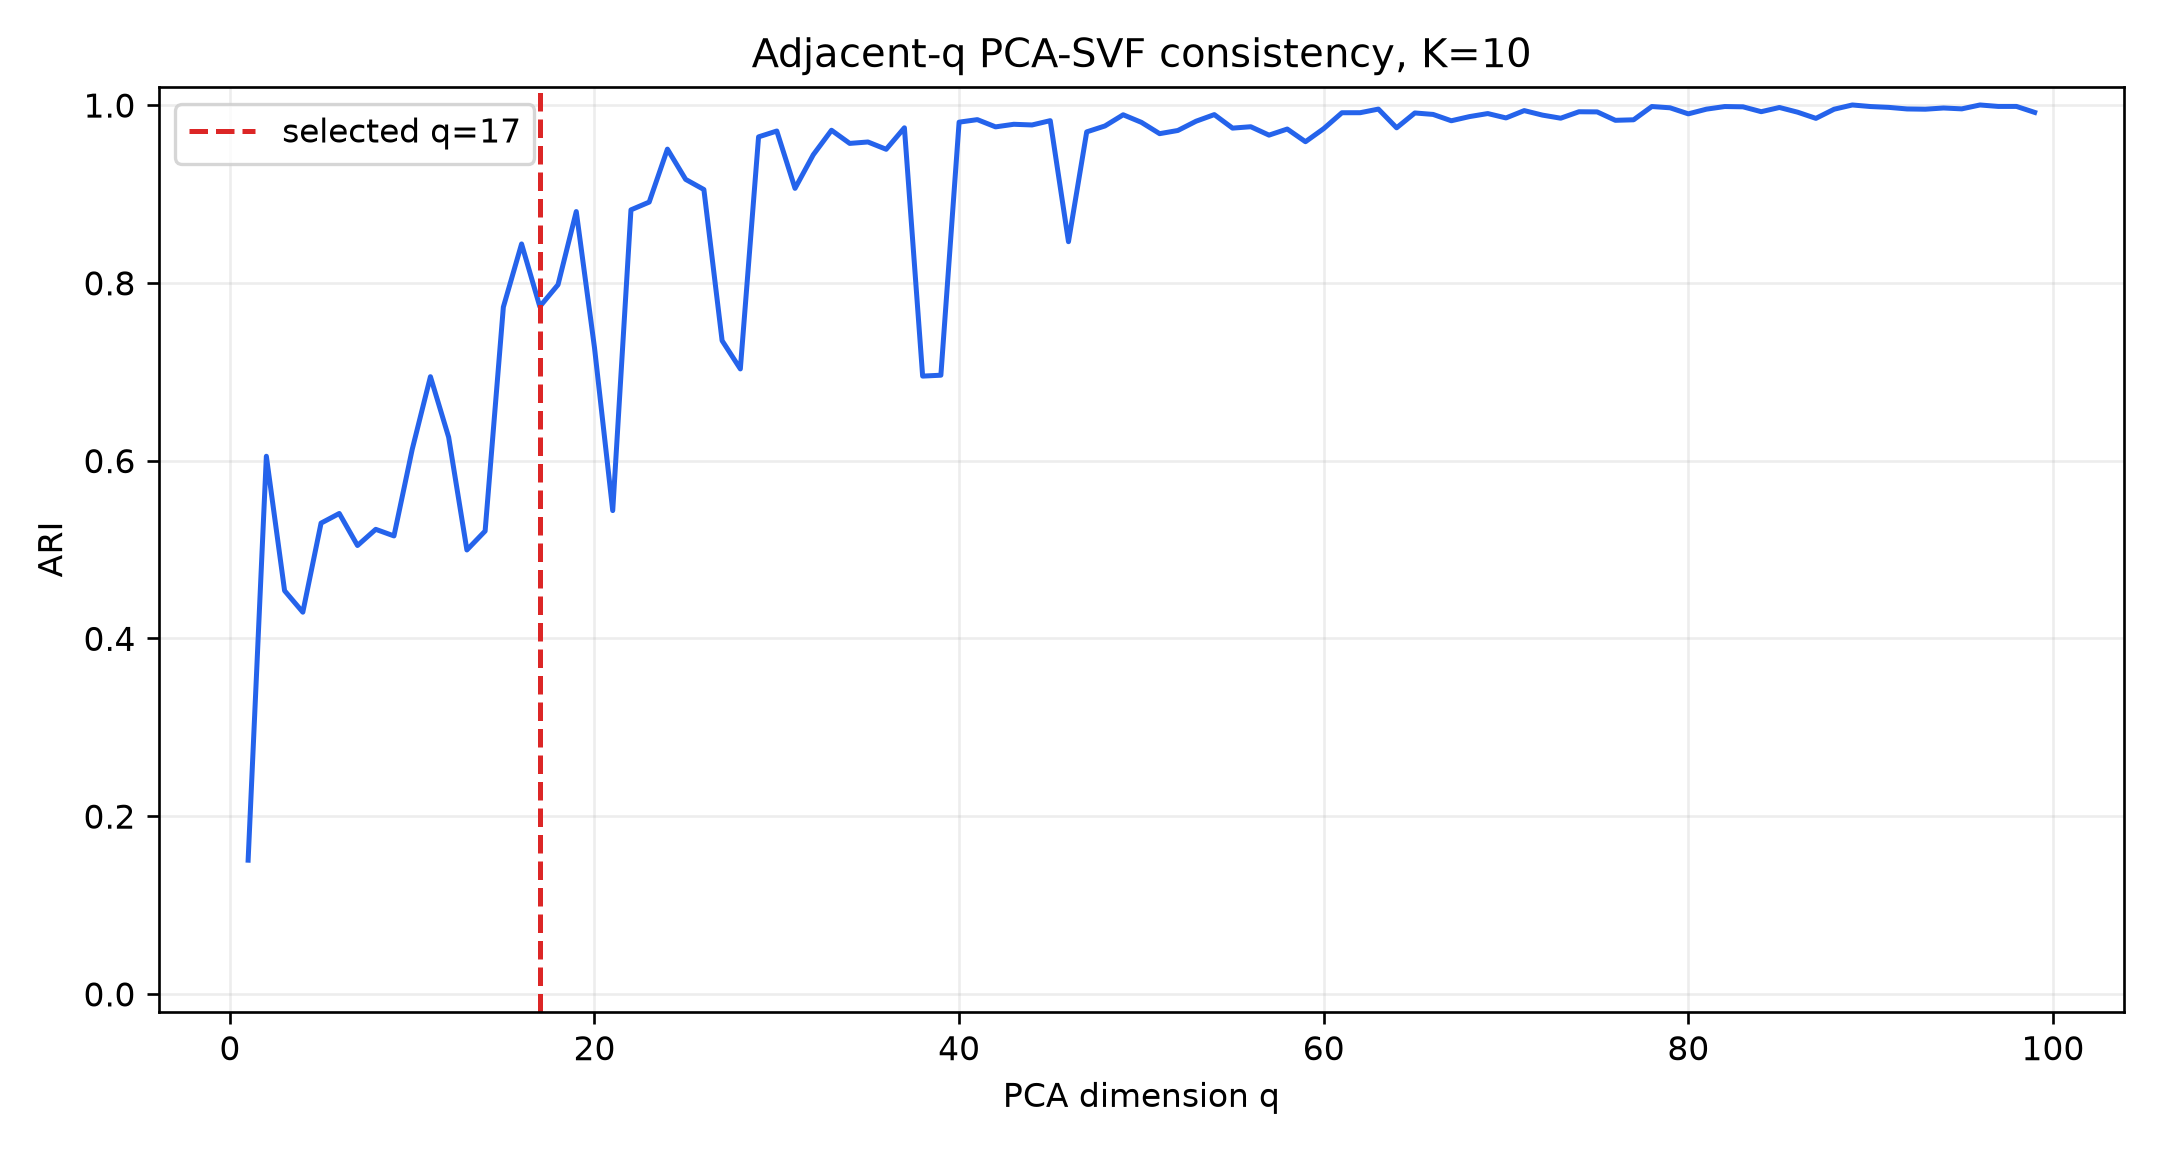 Adjacent-q PCA-SVF consistency, K=10
selected q=17
1.0
0.8
0.6
0.4
0.2
0.0
ARI
0 20 40 60 80 100
PCA dimension q